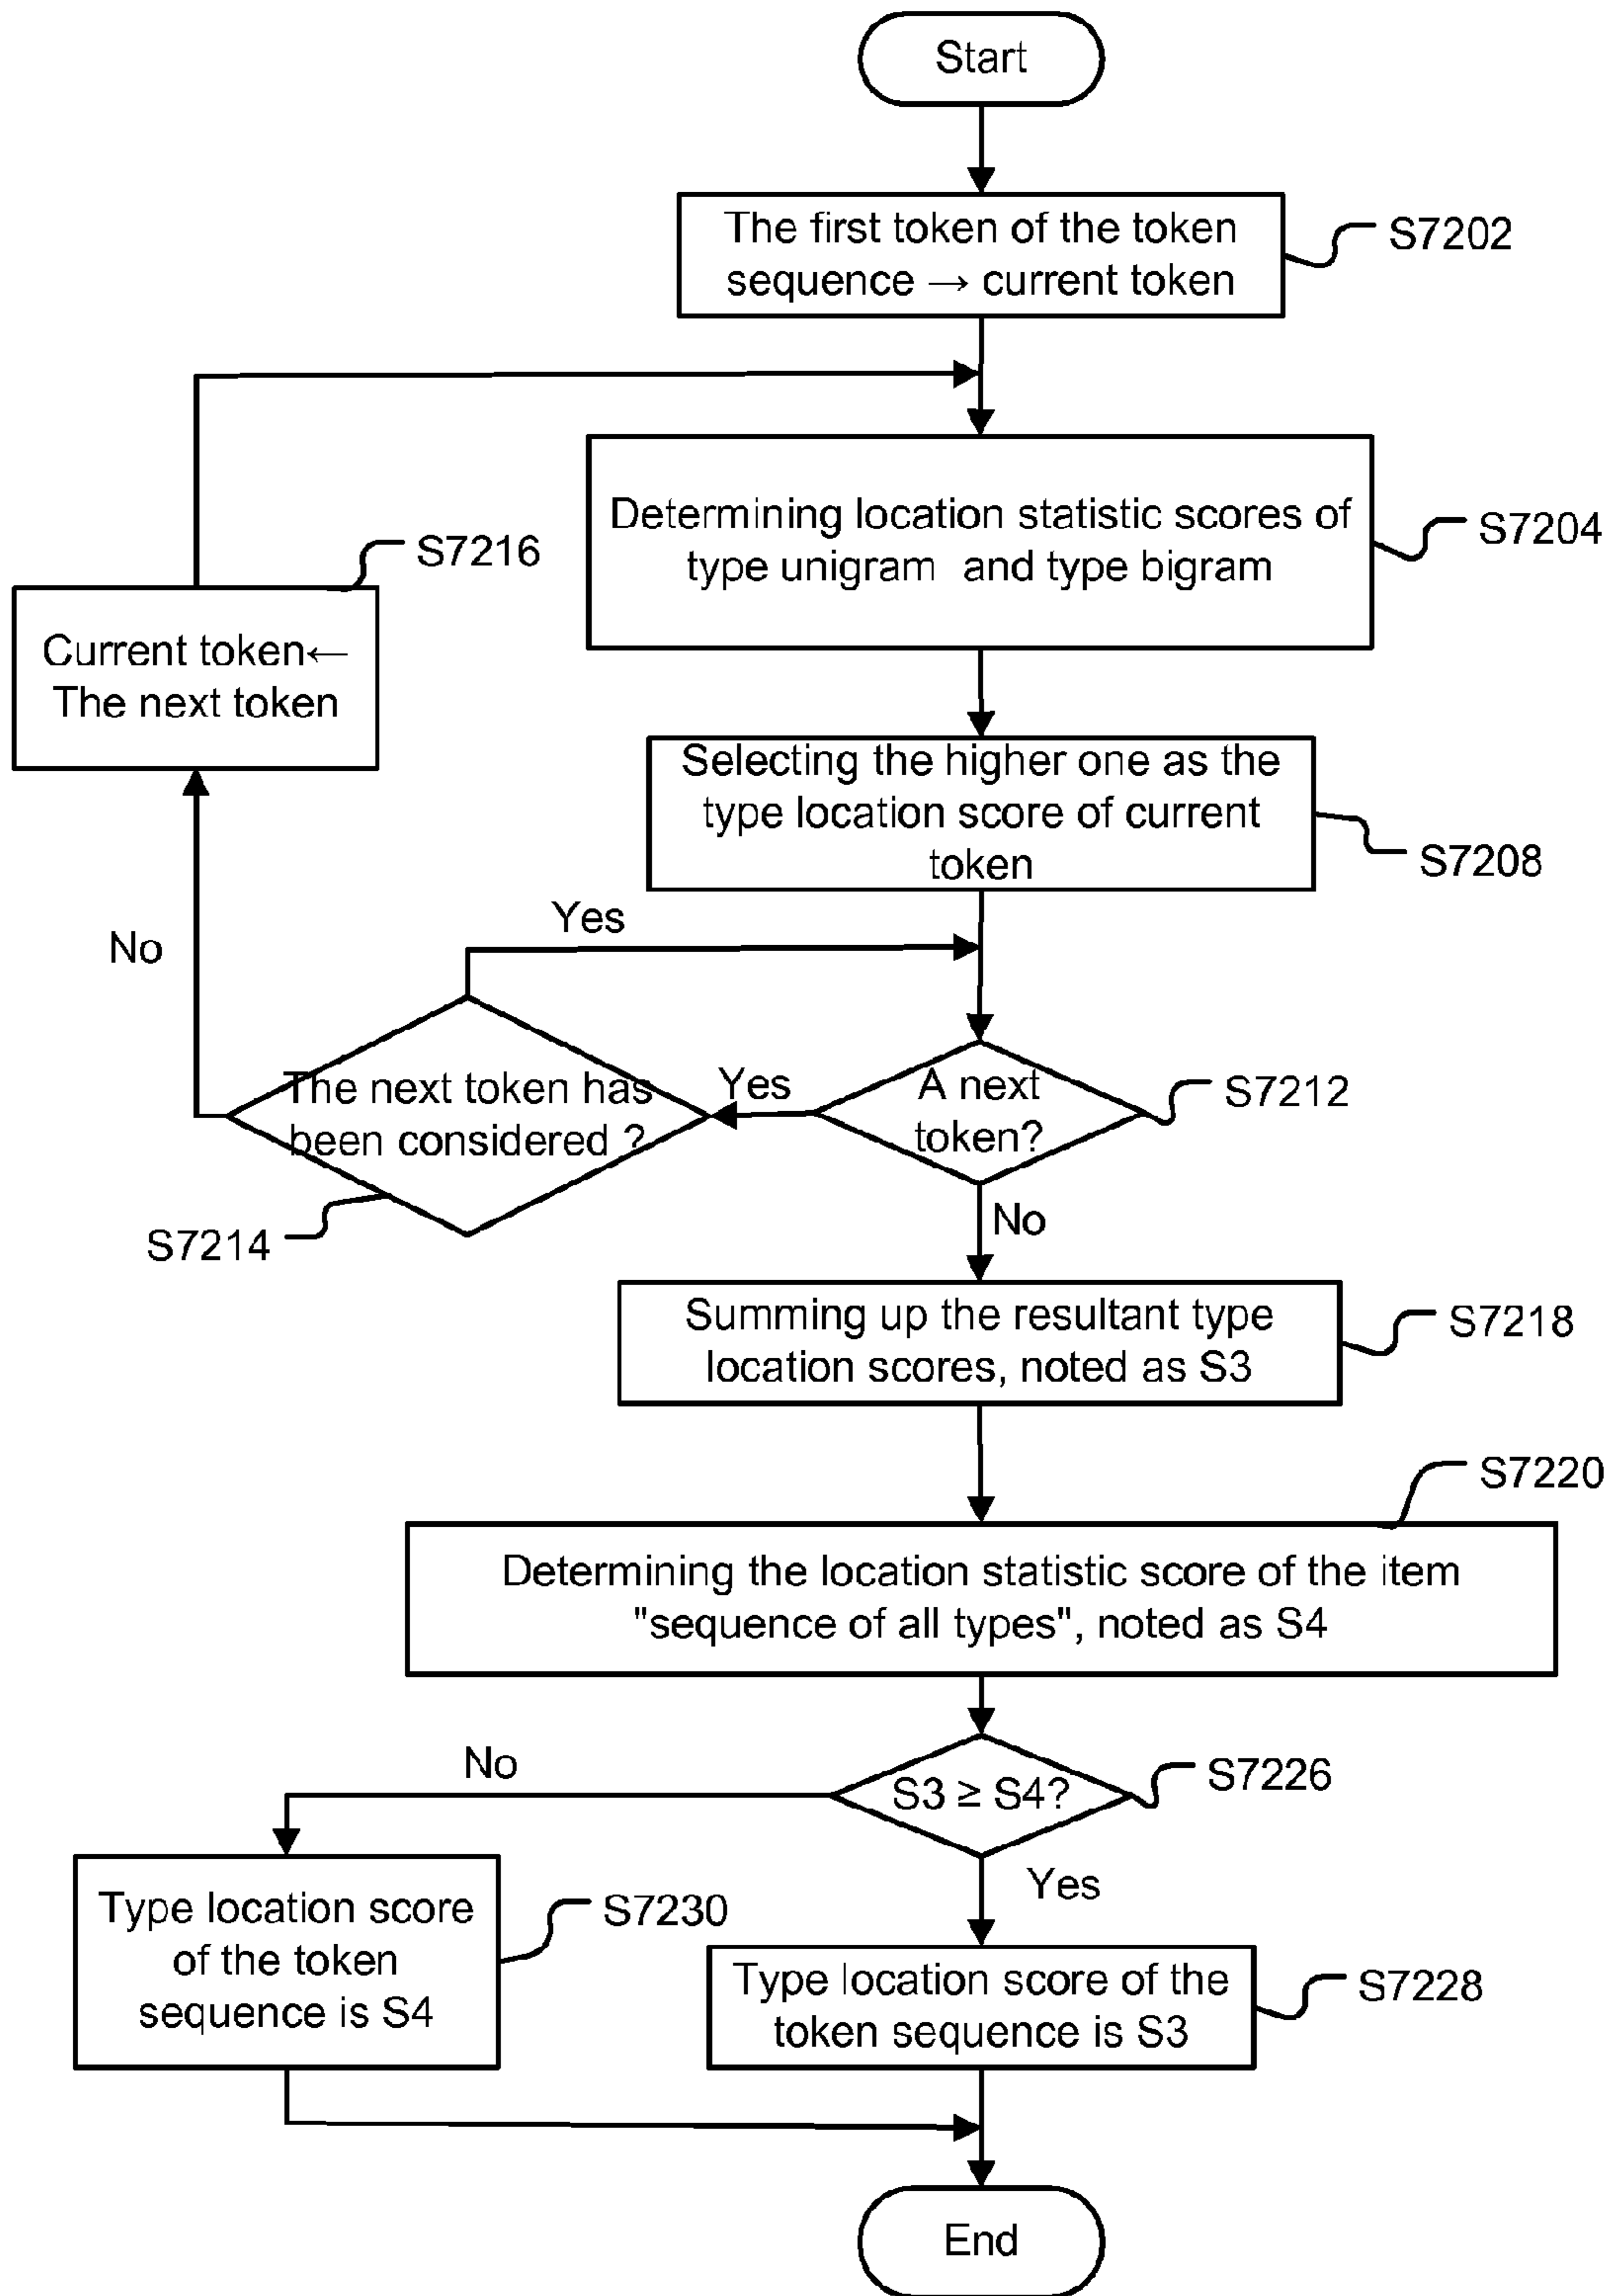 Start
The first token of the token
sequence → current token
S7202
Determining location statistic scores of
type unigram and type bigram
S7204
S7216
Current token←
The next token
Selecting the higher one as the
type location score of current
token
S7208
Yes
No
The next token has
been considered ?
Yes
A next
token?
S7212
S7214
No
Summing up the resultant type
location scores, noted as S3
S7218
S7220
Determining the location statistic score of the item
"sequence of all types", noted as S4
No
S3 ≥ S4?
S7226
Yes
Type location score
of the token
sequence is S4
S7230
Type location score of the
token sequence is S3
S7228
End